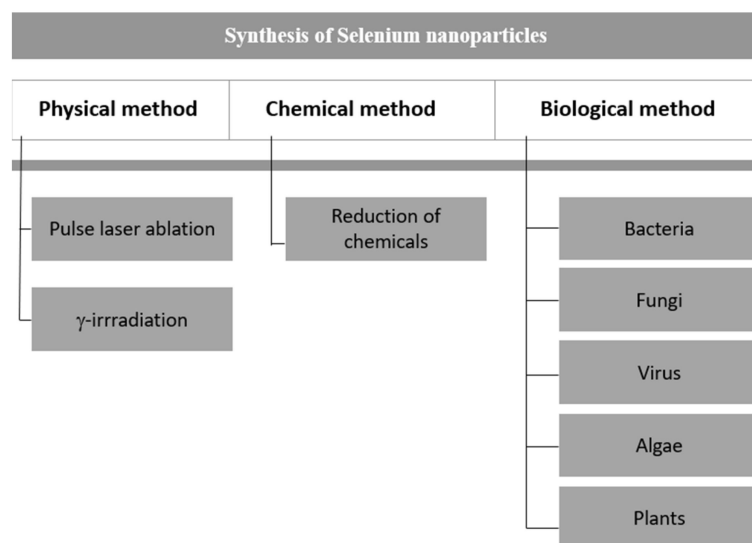 Synthesis of Selenium nanoparticles
Physical method
Chemical method
Biological method
Pulse laser ablation
γ-irrradiation
Reduction of
chemicals
Bacteria
Fungi
Virus
Algae
Plants